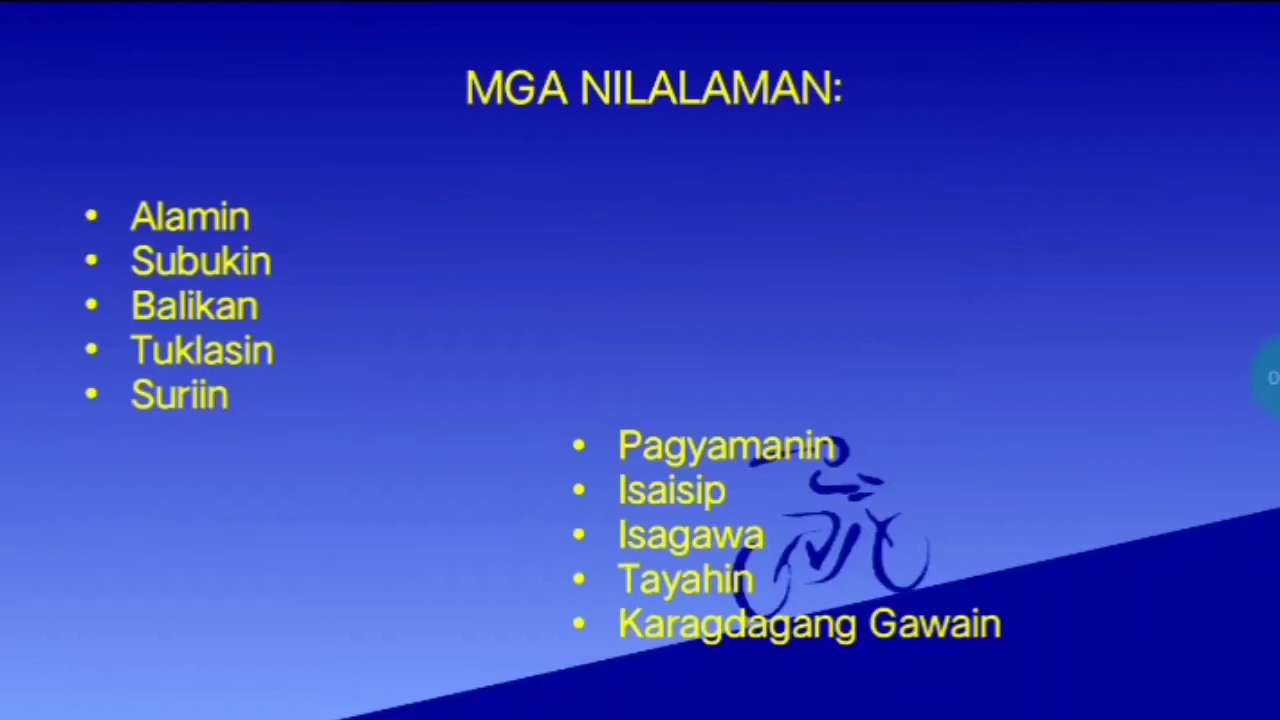 MGA NILALAMAN:
• Alamin
• Subukin
• Balikan
• Tuklasin
• Suriin
• Pagyamanin
• Isaisip
• Isagawa
• Tayahin
• Karagdagang Gawain